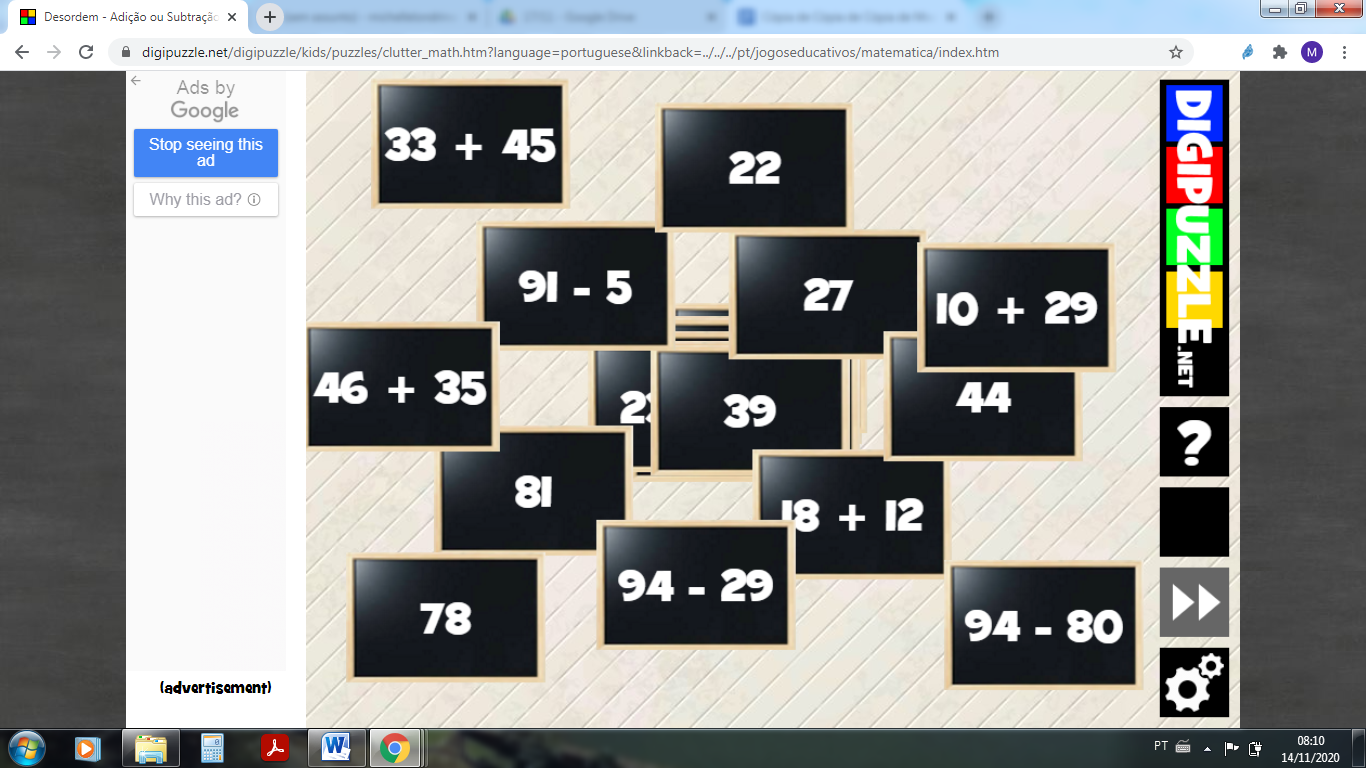 Desordem - Adição ou Subtração
digipuzzle.net/digipuzzle/kids/puzzles/clutter_math.htm?language=portuguese&linkback=../../../pt/jogoseducativos/matematica/index.htm
M
Ads by
Google
Stop seeing this
ad
Why this ad?
(advertisement)
33 + 45
22
91 - 5
27
10 + 29
46 + 35
39
44
81
18 + 12
78
94 - 29
94 - 80
DIGIPUZZLE.NET
?
PT
08:10
14/11/2020